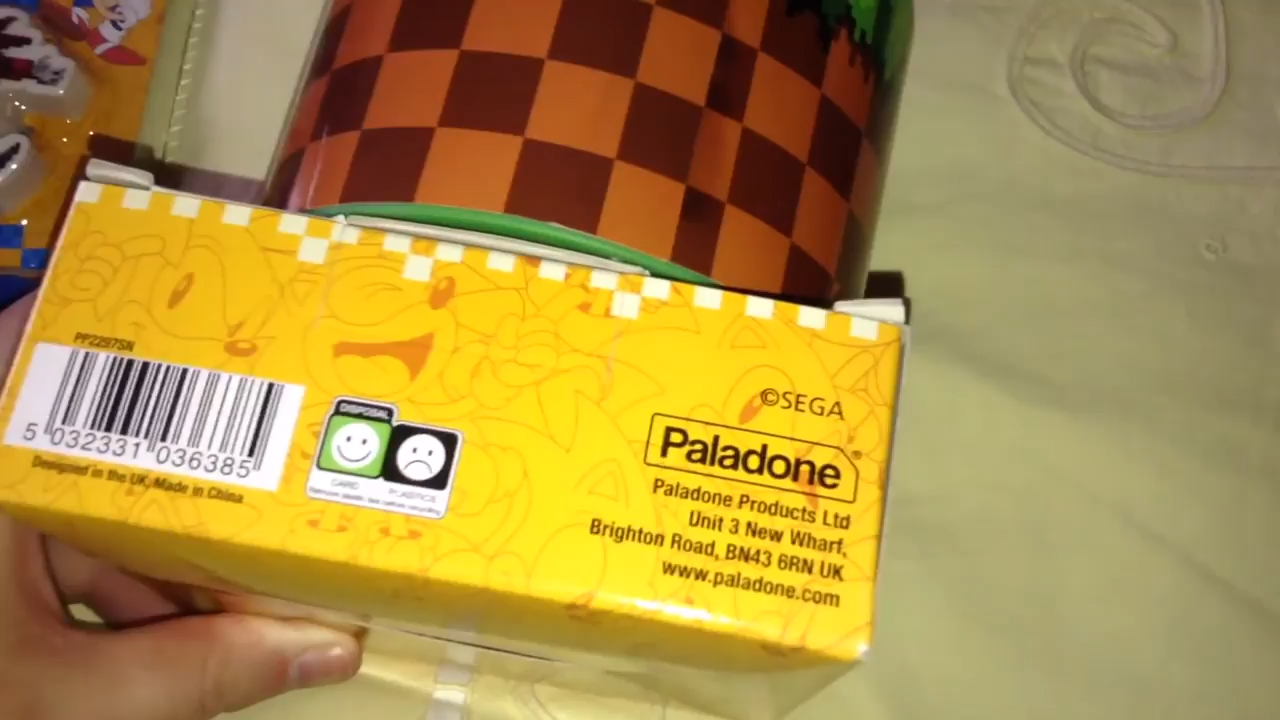 PP2297SN
5 032331 036385
Designed in the UK, Made in China
DISPOSAL
CARD
PLASTICS
©SEGA
Paladone®
Paladone Products Ltd
Unit 3 New Wharf,
Brighton Road, BN43 6RN UK
www.paladone.com